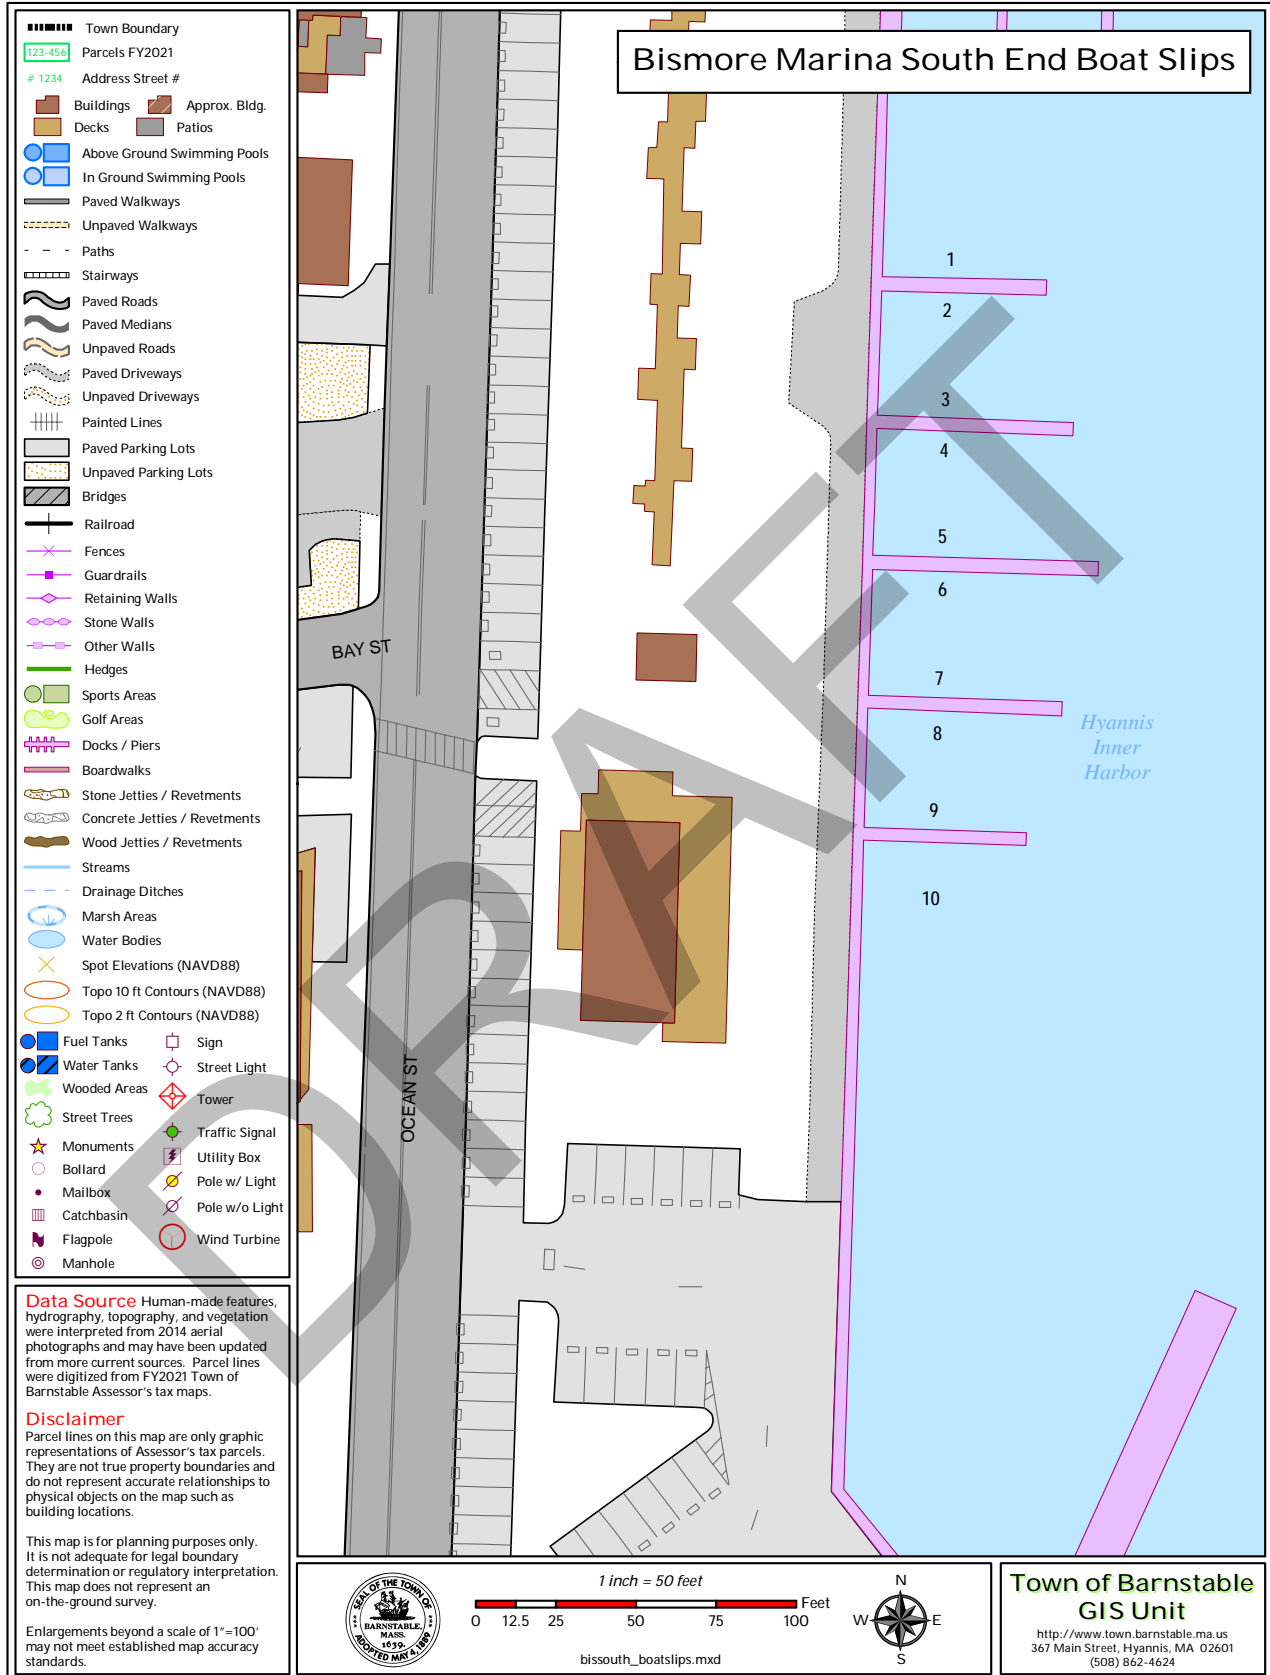 Town Boundary
123-456 Parcels FY2021
# 1234 Address Street #
Buildings Approx. Bldg.
Decks Patios
Above Ground Swimming Pools
In Ground Swimming Pools
Paved Walkways
Unpaved Walkways
Paths
Stairways
Paved Roads
Paved Medians
Unpaved Roads
Paved Driveways
Unpaved Driveways
Painted Lines
Paved Parking Lots
Unpaved Parking Lots
Bridges
Railroad
Fences
Guardrails
Retaining Walls
Stone Walls
Other Walls
Hedges
Sports Areas
Golf Areas
Docks / Piers
Boardwalks
Stone Jetties / Revetments
Concrete Jetties / Revetments
Wood Jetties / Revetments
Streams
Drainage Ditches
Marsh Areas
Water Bodies
Spot Elevations (NAVD88)
Topo 10 ft Contours (NAVD88)
Topo 2 ft Contours (NAVD88)
Fuel Tanks Sign
Water Tanks Street Light
Wooded Areas
Tower
Street Trees
Traffic Signal
Monuments
Utility Box
Bollard
Pole w/ Light
Mailbox
Pole w/o Light
Catchbasin
Flagpole Wind Turbine
Manhole
Data Source Human-made features,
hydrography, topography, and vegetation
were interpreted from 2014 aerial
photographs and may have been updated
from more current sources. Parcel lines
were digitized from FY2021 Town of
Barnstable Assessor's tax maps.
Disclaimer
Parcel lines on this map are only graphic
representations of Assessor's tax parcels.
They are not true property boundaries and
do not represent accurate relationships to
physical objects on the map such as
building locations.
This map is for planning purposes only.
It is not adequate for legal boundary
determination or regulatory interpretation.
This map does not represent an
on-the-ground survey.
Enlargements beyond a scale of 1"=100'
may not meet established map accuracy
standards.
Bismore Marina South End Boat Slips
1
2
3
4
5
6
7
8
9
10
BAY ST
OCEAN ST
Hyannis
Inner
Harbor
DRAFT
SEAL OF THE TOWN OF
BARNSTABLE,
MASS.
1639.
ADOPTED MAY 4, 1889
1 inch = 50 feet
Feet
0 12.5 25 50 75 100
bissouth_boatslips.mxd
N
W E
S
Town of Barnstable
GIS Unit
http://www.town.barnstable.ma.us
367 Main Street, Hyannis, MA 02601
(508) 862-4624